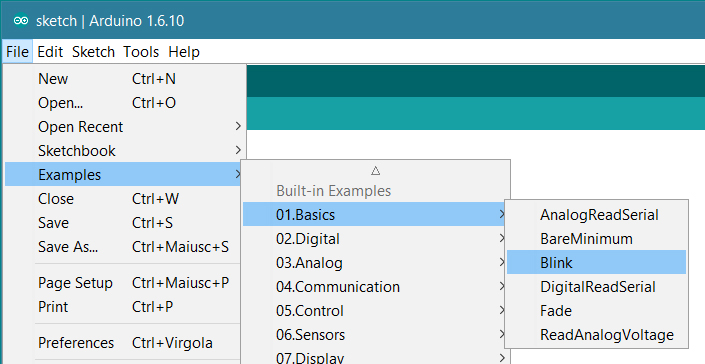 sketch | Arduino 1.6.10
File Edit Sketch Tools Help
New Ctrl+N
Open... Ctrl+O
Open Recent
Sketchbook
Examples
Close Ctrl+W
Save Ctrl+S
Save As... Ctrl+Maiusc+S
Page Setup Ctrl+Maiusc+P
Print Ctrl+P
Preferences Ctrl+Virgola
Built-in Examples
01.Basics
02.Digital
03.Analog
04.Communication
05.Control
06.Sensors
07.Display
AnalogReadSerial
BareMinimum
Blink
DigitalReadSerial
Fade
ReadAnalogVoltage